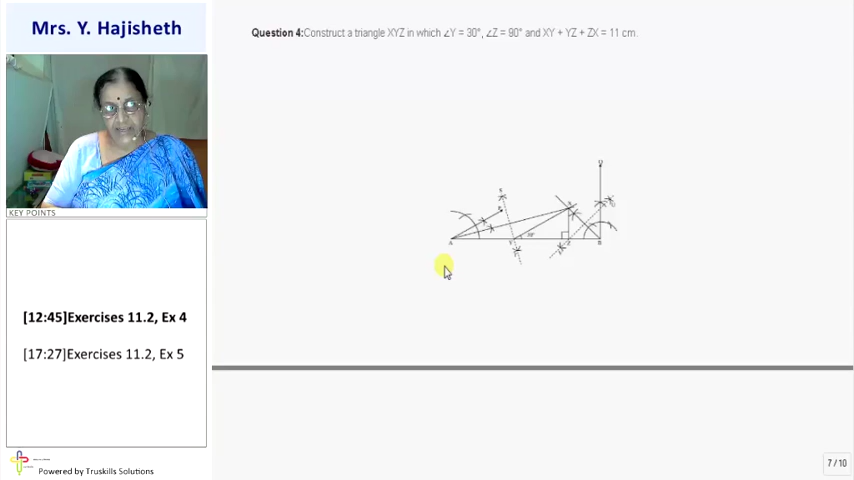 Mrs. Y. Hajisheth
KEY POINTS
[12:45]Exercises 11.2, Ex 4
[17:27]Exercises 11.2, Ex 5
Powered by Truskills Solutions
Question 4:Construct a triangle XYZ in which ∠Y = 30°, ∠Z = 90° and XY + YZ + ZX = 11 cm.
A
Y
30°
Z
B
7 / 10